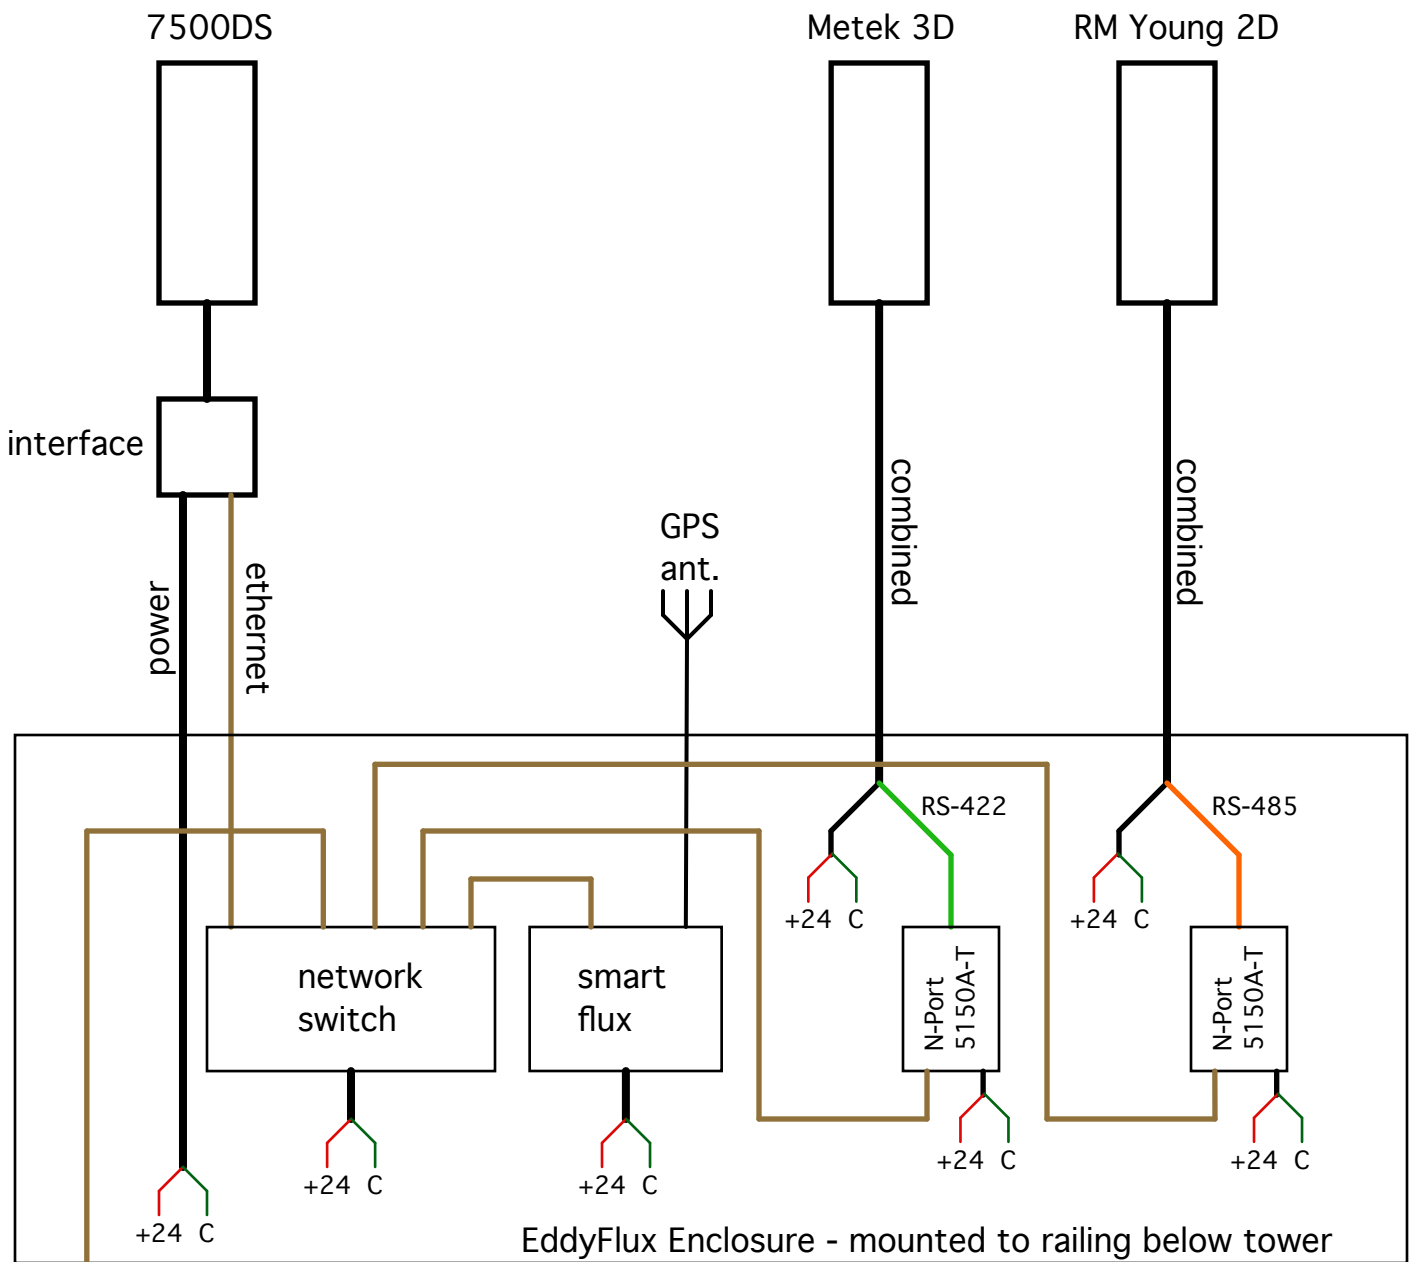 7500DS
Metek 3D
RM Young 2D
interface
combined
combined
GPS
ant.
power
ethernet
RS-422
RS-485
+24 C
+24 C
network
switch
smart
flux
N-Port
5150A-T
N-Port
5150A-T
+24 C
+24 C
+24 C
+24 C
+24 C
EddyFlux Enclosure - mounted to railing below tower